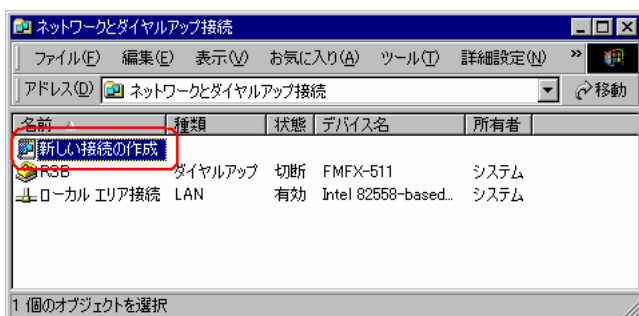 ネットワークとダイヤルアップ接続
ファイル(F) 編集(E) 表示(V) お気に入り(A) ツール(T) 詳細設定(N) »
アドレス(D) ネットワークとダイヤルアップ接続 移動
名前 種類 状態 デバイス名 所有者
新しい接続の作成
RSB ダイヤルアップ 切断 FMFX-511 システム
ローカル エリア接続 LAN 有効 Intel 82558-based... システム
1 個のオブジェクトを選択